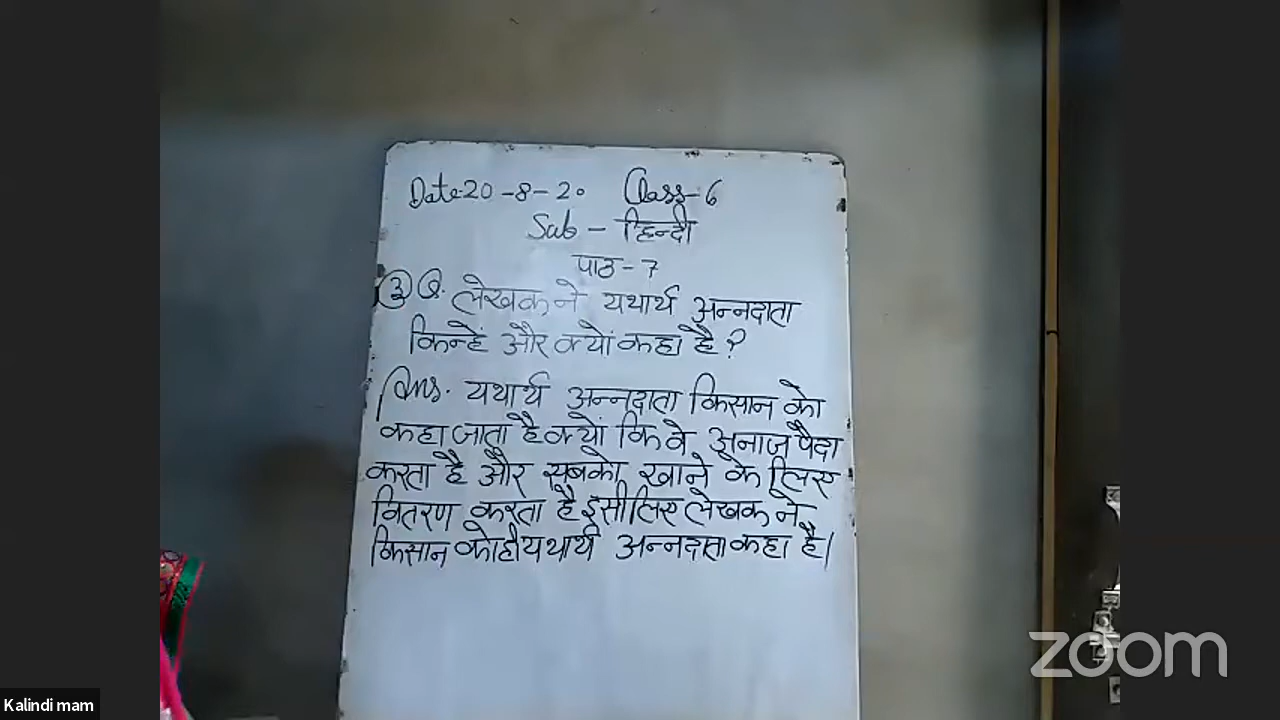 Date:20-8-20 Class-6
Sub - हिन्दी
पाठ-7
③ Q. लेखक ने यथार्थ अन्नदाता
किन्हें और क्यों कहा है?
Ans. यथार्थ अन्नदाता किसान को
कहा जाता है क्यों कि वे अनाज पैदा
करता है और सबको खाने के लिए
वितरण करता है इसीलिए लेखक ने
किसान को ही यथार्थ अन्नदाता कहा है।
zoom
Kalindi mam